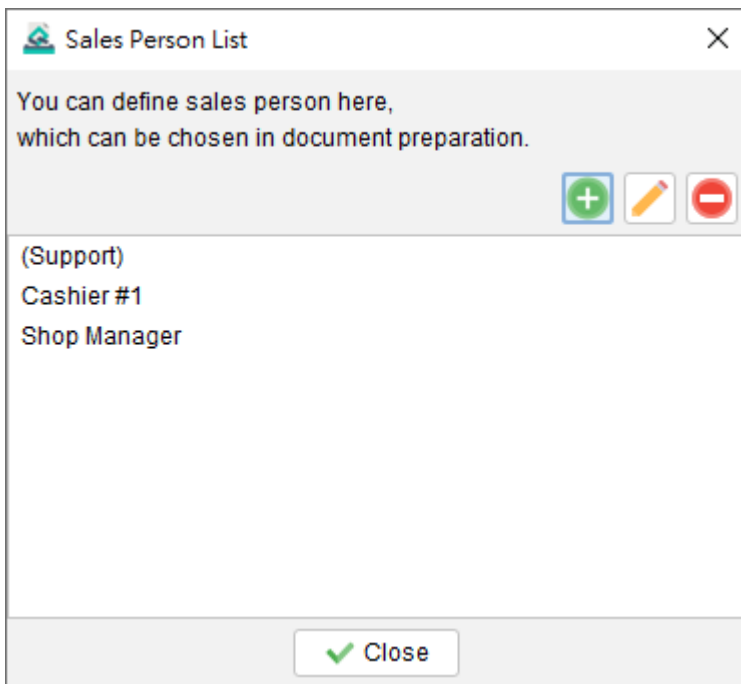 Sales Person List
You can define sales person here,
which can be chosen in document preparation.
(Support)
Cashier #1
Shop Manager
Close